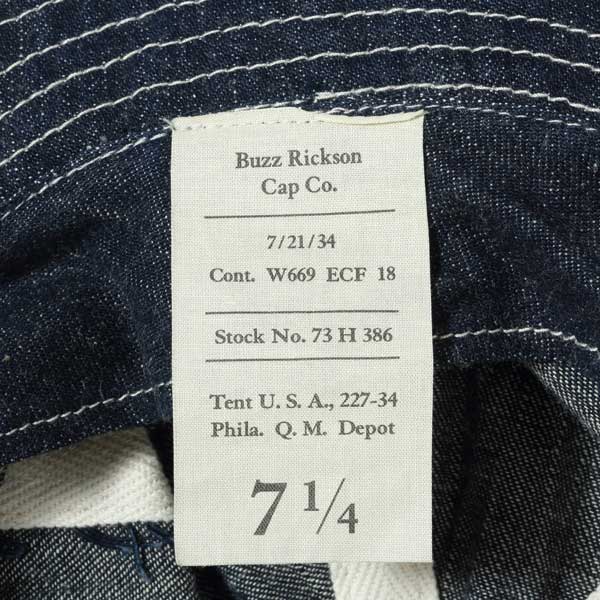 Buzz Rickson
Cap Co.
7/21/34
Cont. W669 ECF 18
Stock No. 73 H 386
Tent U. S. A., 227-34
Phila. Q. M. Depot
7 1/4